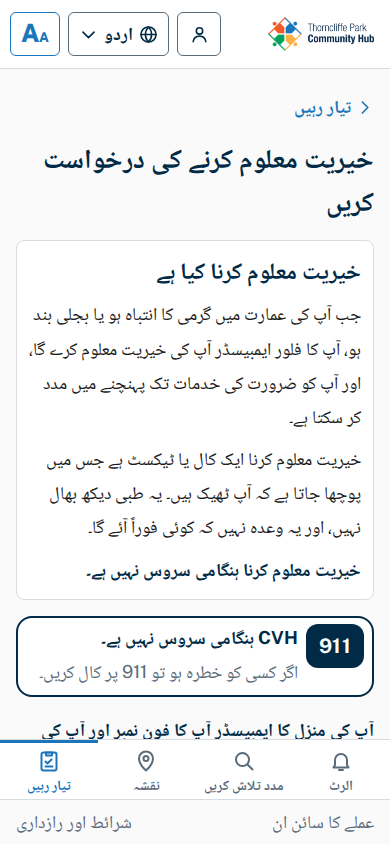 Thorncliffe Park
Community Hub
اردو
AA
تیار رہیں
خیریت معلوم کرنے کی درخواست
کریں
خیریت معلوم کرنا کیا ہے
جب آپ کی عمارت میں گرمی کا انتباہ ہو یا بجلی بند
ہو، آپ کا فلور ایمبیسڈر آپ کی خیریت معلوم کرے گا،
اور آپ کو ضرورت کی خدمات تک پہنچنے میں مدد
کر سکتا ہے۔
خیریت معلوم کرنا ایک کال یا ٹیکسٹ ہے جس میں
پوچھا جاتا ہے کہ آپ ٹھیک ہیں۔ یہ طبی دیکھ بھال
نہیں، اور یہ وعدہ نہیں کہ کوئی فوراً آئے گا۔
خیریت معلوم کرنا ہنگامی سروس نہیں ہے۔
911
CVH ہنگامی سروس نہیں ہے۔
اگر کسی کو خطرہ ہو تو 911 پر کال کریں۔
آپ کی منزل کا ایمبیسڈر آپ کا فون نمبر اور آپ کی
الرٹ
مدد تلاش کریں
نقشہ
تیار رہیں
عملے کا سائن ان
شرائط اور رازداری